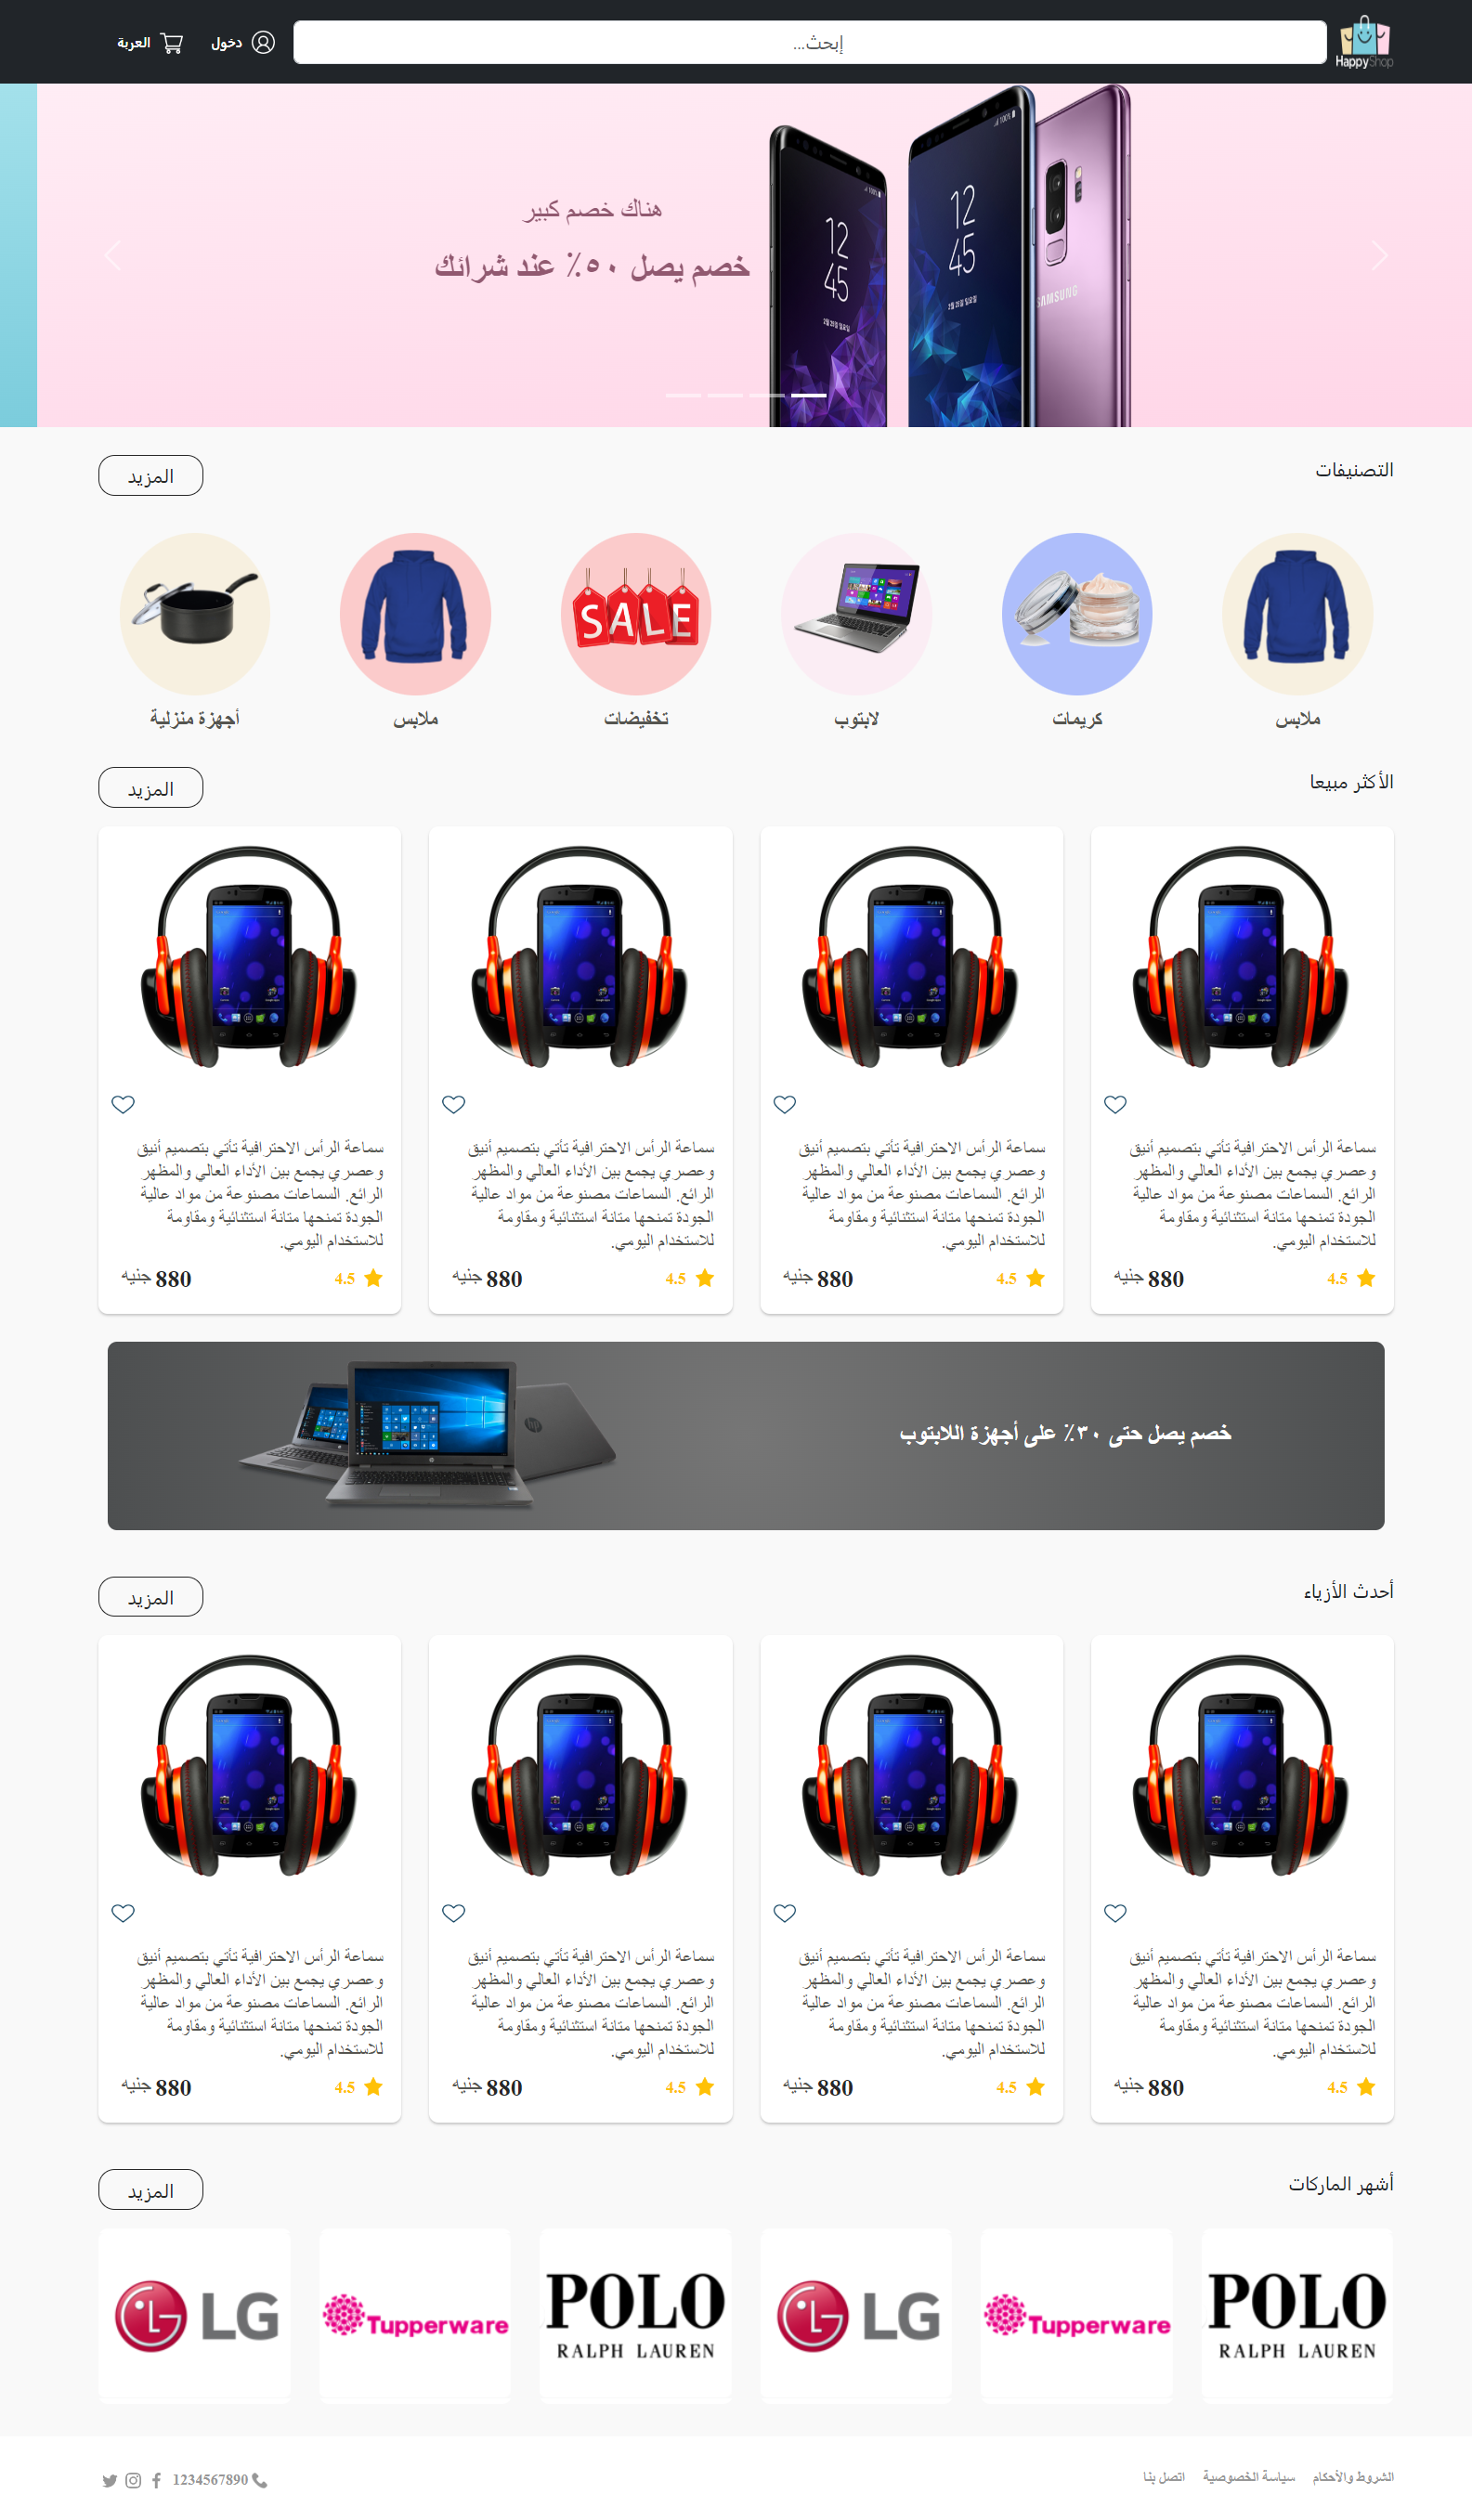 HappyShop
إبحث...
دخول
العربة
هناك خصم كبير
خصم يصل ٥٠٪ عند شرائك
12
45
12
45
100%
SAMSUNG
التصنيفات
المزيد
SALE
ملابس
كريمات
لابتوب
تخفيضات
ملابس
أجهزة منزلية
الأكثر مبيعا
المزيد
سماعة الرأس الاحترافية تأتي بتصميم أنيق
وعصري يجمع بين الأداء العالي والمظهر
الرائع. السماعات مصنوعة من مواد عالية
الجودة تمنحها متانة استثنائية ومقاومة
للاستخدام اليومي.
4.5
880 جنيه
سماعة الرأس الاحترافية تأتي بتصميم أنيق
وعصري يجمع بين الأداء العالي والمظهر
الرائع. السماعات مصنوعة من مواد عالية
الجودة تمنحها متانة استثنائية ومقاومة
للاستخدام اليومي.
4.5
880 جنيه
سماعة الرأس الاحترافية تأتي بتصميم أنيق
وعصري يجمع بين الأداء العالي والمظهر
الرائع. السماعات مصنوعة من مواد عالية
الجودة تمنحها متانة استثنائية ومقاومة
للاستخدام اليومي.
4.5
880 جنيه
سماعة الرأس الاحترافية تأتي بتصميم أنيق
وعصري يجمع بين الأداء العالي والمظهر
الرائع. السماعات مصنوعة من مواد عالية
الجودة تمنحها متانة استثنائية ومقاومة
للاستخدام اليومي.
4.5
880 جنيه
خصم يصل حتى ٣٠٪ على أجهزة اللابتوب
أحدث الأزياء
المزيد
سماعة الرأس الاحترافية تأتي بتصميم أنيق
وعصري يجمع بين الأداء العالي والمظهر
الرائع. السماعات مصنوعة من مواد عالية
الجودة تمنحها متانة استثنائية ومقاومة
للاستخدام اليومي.
4.5
880 جنيه
سماعة الرأس الاحترافية تأتي بتصميم أنيق
وعصري يجمع بين الأداء العالي والمظهر
الرائع. السماعات مصنوعة من مواد عالية
الجودة تمنحها متانة استثنائية ومقاومة
للاستخدام اليومي.
4.5
880 جنيه
سماعة الرأس الاحترافية تأتي بتصميم أنيق
وعصري يجمع بين الأداء العالي والمظهر
الرائع. السماعات مصنوعة من مواد عالية
الجودة تمنحها متانة استثنائية ومقاومة
للاستخدام اليومي.
4.5
880 جنيه
سماعة الرأس الاحترافية تأتي بتصميم أنيق
وعصري يجمع بين الأداء العالي والمظهر
الرائع. السماعات مصنوعة من مواد عالية
الجودة تمنحها متانة استثنائية ومقاومة
للاستخدام اليومي.
4.5
880 جنيه
أشهر الماركات
المزيد
POLO
RALPH LAUREN
Tupperware
LG
POLO
RALPH LAUREN
Tupperware
LG
الشروط والأحكام
سياسة الخصوصية
اتصل بنا
1234567890